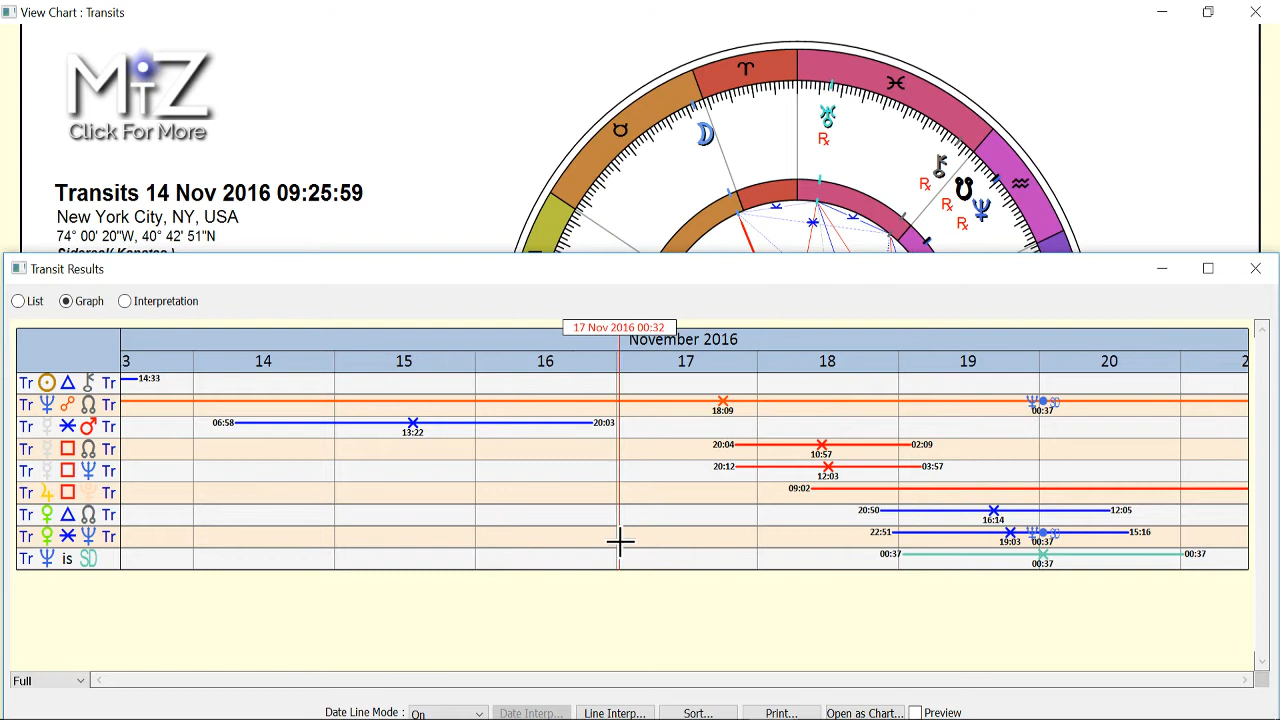 View Chart : Transits
MTZ
Click For More
Transits 14 Nov 2016 09:25:59
New York City, NY, USA
74° 00' 20"W, 40° 42' 51"N
Rx
Rx
Rx
Rx
Transit Results
List Graph Interpretation
17 Nov 2016 00:32
November 2016
3 14 15 16 17 18 19 20 2
Tr Tr 14:33
Tr Tr 18:09 00:37
Tr Tr 06:58 13:22 20:03
Tr Tr 20:04 10:57 02:09
Tr Tr 20:12 12:03 03:57
Tr Tr 09:02
Tr Tr 20:50 16:14 12:05
Tr Tr 22:51 19:03 00:37 15:16
Tr is SD 00:37 00:37 00:37
Full
Date Line Mode : On Date Interp... Line Interp... Sort... Print... Open as Chart... Preview